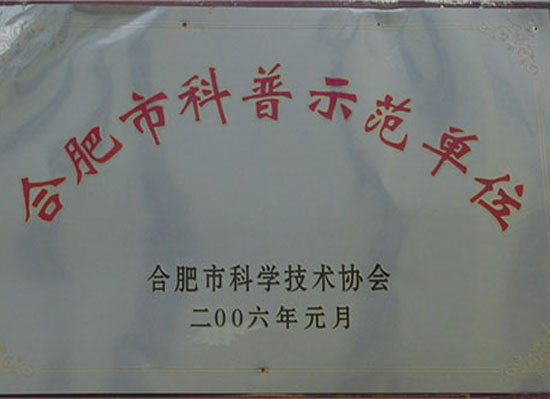 合肥市科普示范单位
合肥市科学技术协会
二00六年元月